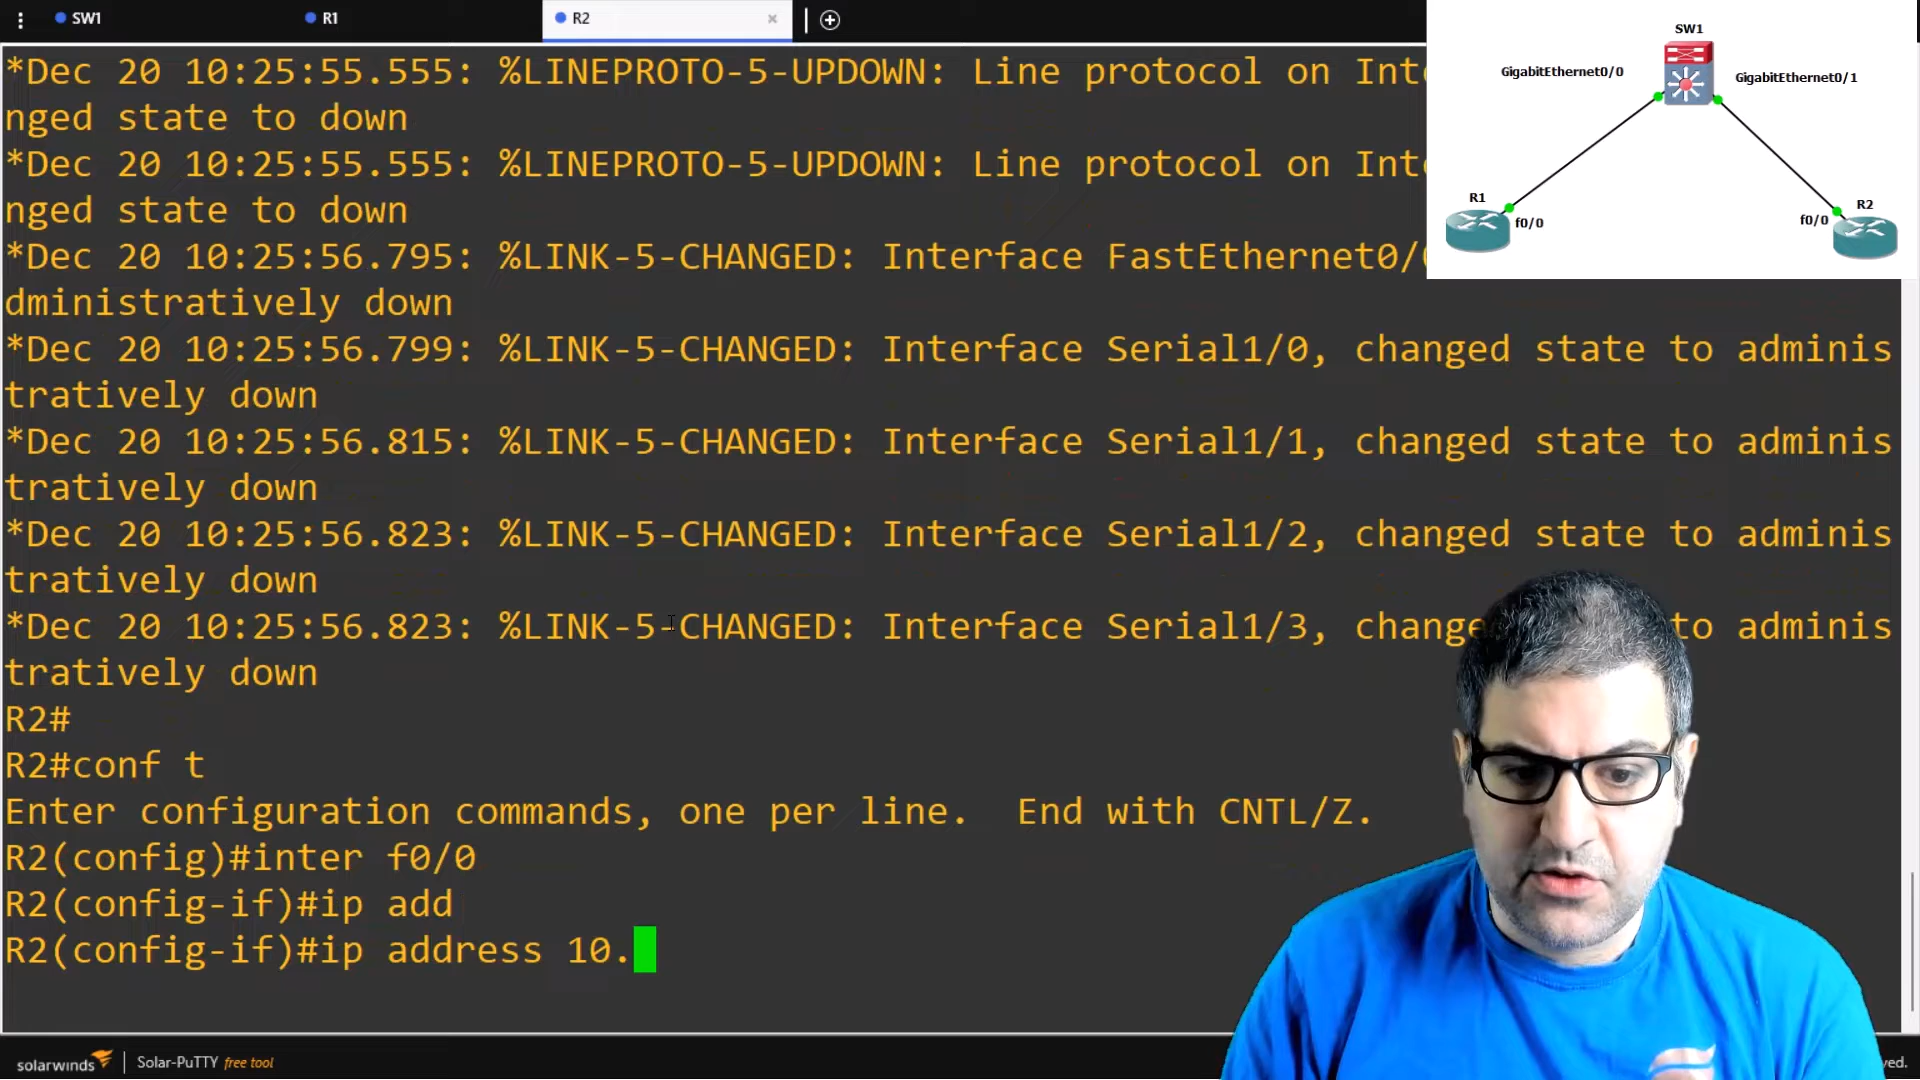 SW1
R1
R2
*Dec 20 10:25:55.555: %LINEPROTO-5-UPDOWN: Line protocol on
nged state to down
*Dec 20 10:25:55.555: %LINEPROTO-5-UPDOWN: Line protocol on
nged state to down
*Dec 20 10:25:56.795: %LINK-5-CHANGED: Interface FastEthernet0/
dministratively down
*Dec 20 10:25:56.799: %LINK-5-CHANGED: Interface Serial1/0, changed state to adminis
tratively down
*Dec 20 10:25:56.815: %LINK-5-CHANGED: Interface Serial1/1, changed state to adminis
tratively down
*Dec 20 10:25:56.823: %LINK-5-CHANGED: Interface Serial1/2, changed state to adminis
tratively down
*Dec 20 10:25:56.823: %LINK-5-CHANGED: Interface Serial1/3, change to adminis
tratively down
R2#
R2#conf t
Enter configuration commands, one per line. End with CNTL/Z.
R2(config)#inter f0/0
R2(config-if)#ip add
R2(config-if)#ip address 10.
SW1
GigabitEthernet0/0
GigabitEthernet0/1
R1
f0/0
f0/0
R2
solarwinds
Solar-PuTTY free tool